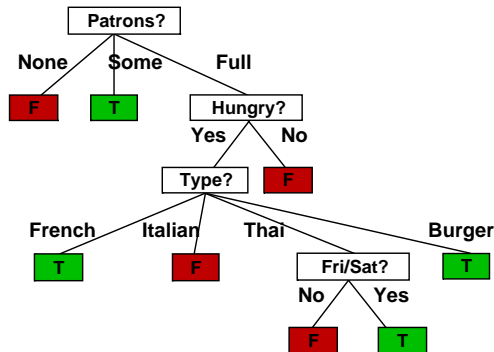 Patrons?
None Some Full
F T Hungry?
Yes No
Type? F
French Italian Thai Burger
T F Fri/Sat? T
No Yes
F T